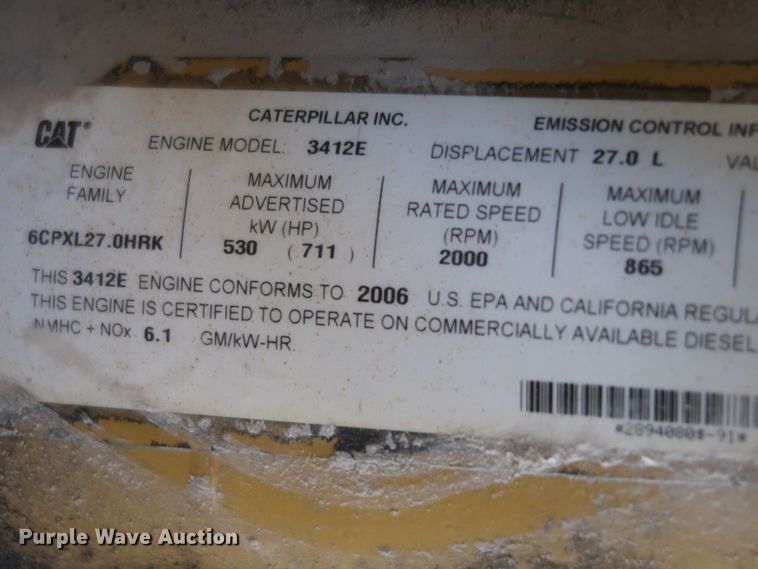 CATERPILLAR INC.
EMISSION CONTROL INF
CAT®
ENGINE MODEL: 3412E
DISPLACEMENT 27.0 L
VAL
ENGINE
FAMILY
6CPXL27.0HRK
MAXIMUM
ADVERTISED
kW (HP)
530 ( 711 )
MAXIMUM
RATED SPEED
(RPM)
2000
MAXIMUM
LOW IDLE
SPEED (RPM)
865
THIS 3412E ENGINE CONFORMS TO 2006 U.S. EPA AND CALIFORNIA REGULA
THIS ENGINE IS CERTIFIED TO OPERATE ON COMMERCIALLY AVAILABLE DIESEL
NMHC + NOx 6.1 GM/kW-HR
*2894080#-91*
Purple Wave Auction